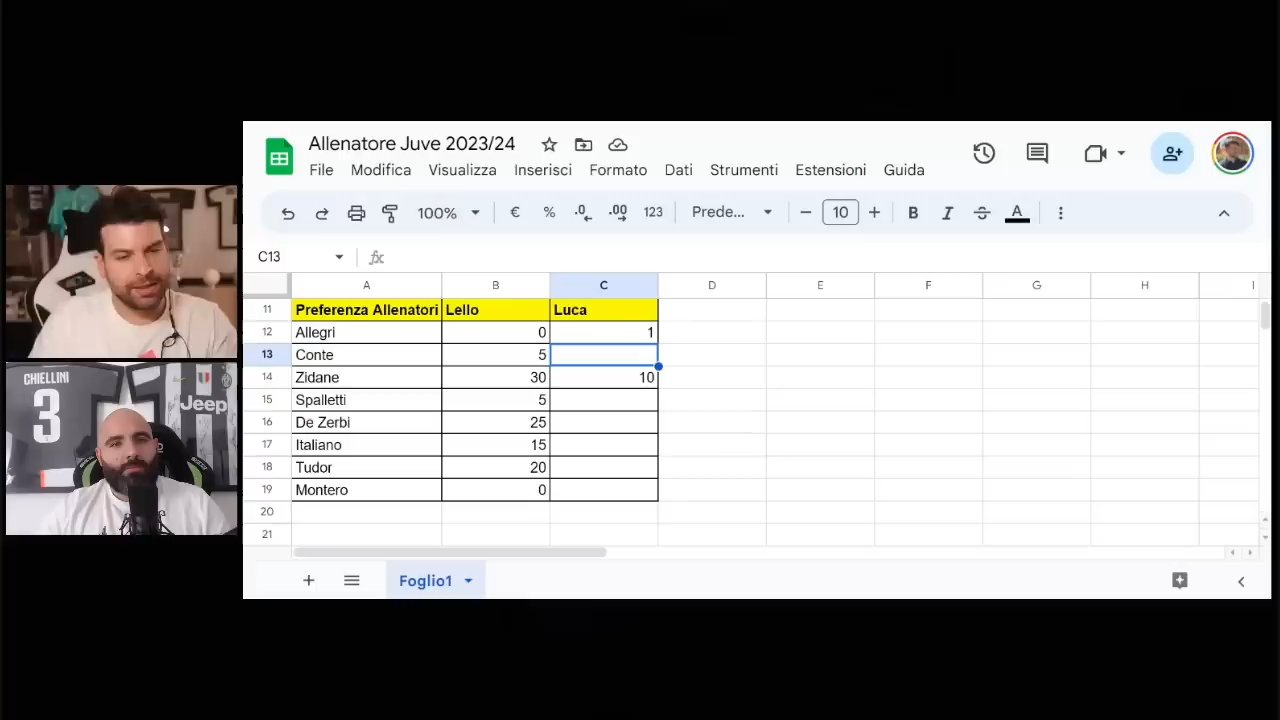 CHIELLINI
3
Jeep
Allenatore Juve 2023/24
File Modifica Visualizza Inserisci Formato Dati Strumenti Estensioni Guida
100% € % .0 .00 123 Prede... 10 B I S A
C13 fx
A B C D E F G H I
11 Preferenza Allenatori Lello Luca
12 Allegri 0 1
13 Conte 5
14 Zidane 30 10
15 Spalletti 5
16 De Zerbi 25
17 Italiano 15
18 Tudor 20
19 Montero 0
20
21
Foglio1